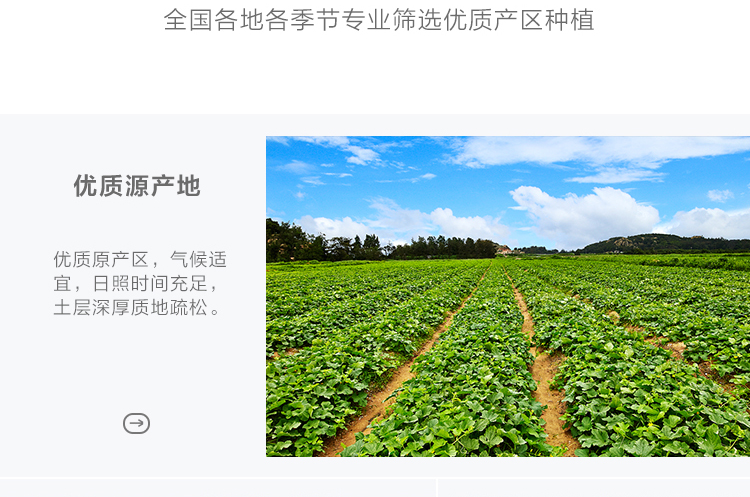 全国各地各季节专业筛选优质产区种植
优质源产地
优质原产区，气候适
宜，日照时间充足，
土层深厚质地疏松。